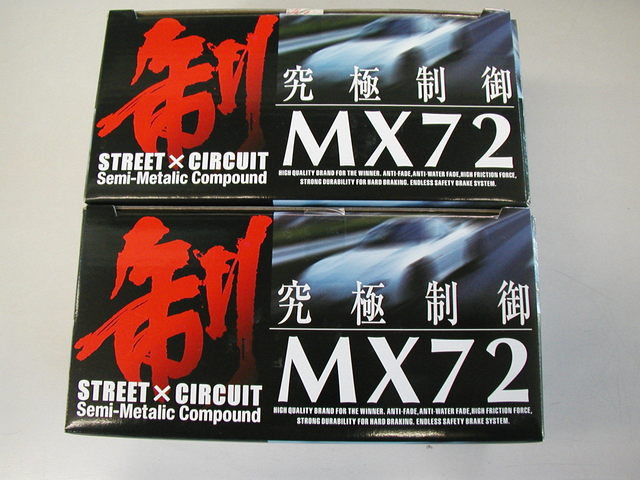 制
究極制御
MX72
STREET×CIRCUIT
Semi-Metalic Compound
HIGH QUALITY BRAND FOR THE WINNER. ANTI-FADE,ANTI-WATER FADE,HIGH FRICTION FORCE,
STRONG DURABILITY FOR HARD BRAKING. ENDLESS SAFETY BRAKE SYSTEM.
制
究極制御
MX72
STREET×CIRCUIT
Semi-Metalic Compound
HIGH QUALITY BRAND FOR THE WINNER. ANTI-FADE,ANTI-WATER FADE,HIGH FRICTION FORCE,
STRONG DURABILITY FOR HARD BRAKING. ENDLESS SAFETY BRAKE SYSTEM.